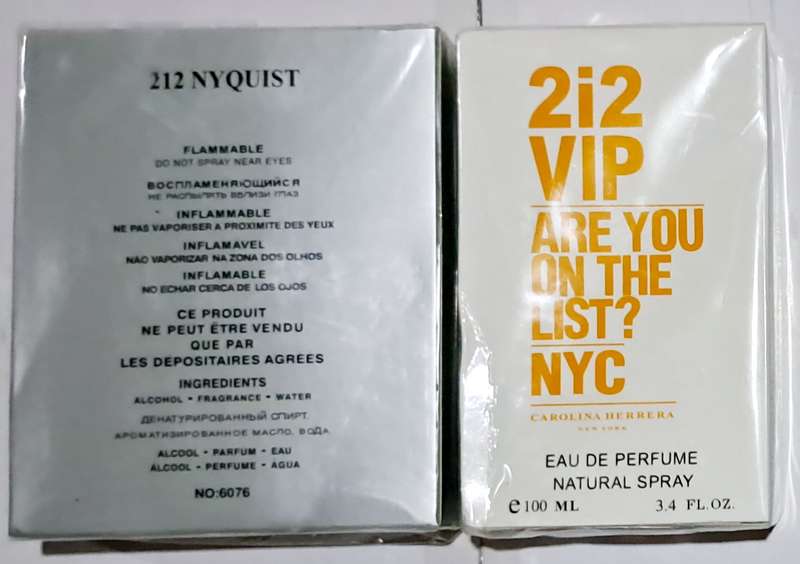 212 NYQUIST
FLAMMABLE
DO NOT SPRAY NEAR EYES
ВОСПЛАМЕНЯЮЩИЙСЯ
НЕ РАСПЫЛЯТЬ ВБЛИЗИ ГЛАЗ
INFLAMMABLE
NE PAS VAPORISER A PROXIMITE DES YEUX
INFLAMAVEL
NÃO VAPORIZAR NA ZONA DOS OLHOS
INFLAMABLE
NO ECHAR CERCA DE LOS OJOS
CE PRODUIT
NE PEUT ÊTRE VENDU
QUE PAR
LES DEPOSITAIRES AGREES
INGREDIENTS
ALCOHOL - FRAGRANCE - WATER
ДЕНАТУРИРОВАННЫЙ СПИРТ,
АРОМАТИЗИРОВАННОЕ МАСЛО, ВОДА
ALCOOL - PARFUM - EAU
ÁLCOOL - PERFUME - AGUA
NO:6076
2i2
VIP
ARE YOU
ON THE
LIST?
NYC
CAROLINA HERRERA
NEW YORK
EAU DE PERFUME
NATURAL SPRAY
e 100 ML 3.4 FL.OZ.